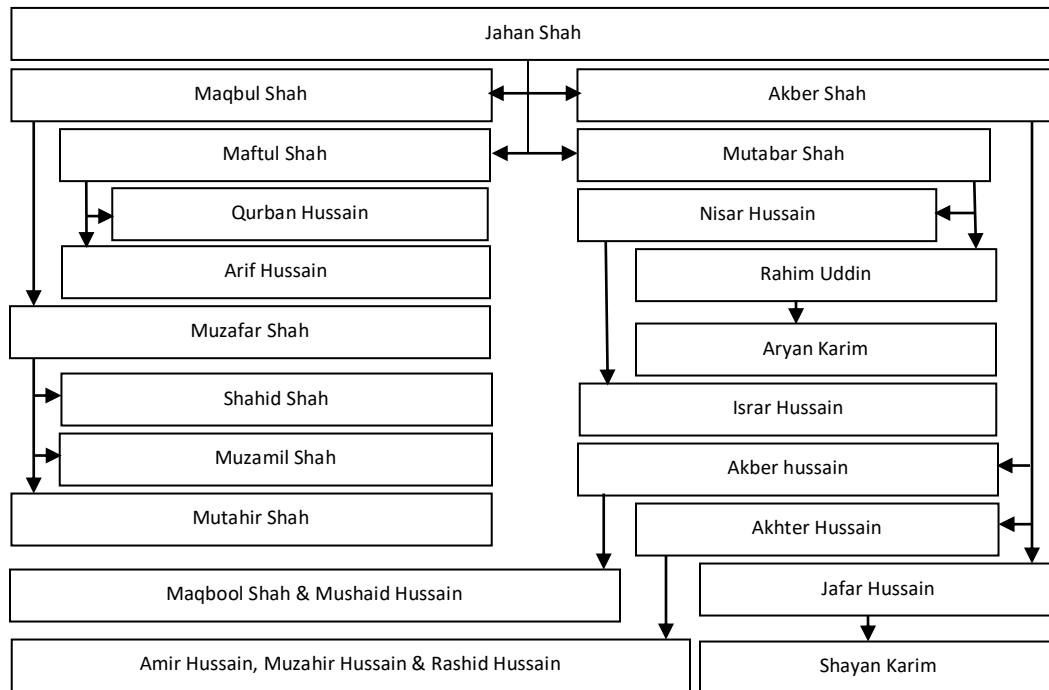 Jahan Shah
Maqbul Shah
Akber Shah
Maftul Shah
Mutabar Shah
Qurban Hussain
Nisar Hussain
Arif Hussain
Rahim Uddin
Muzafar Shah
Aryan Karim
Shahid Shah
Israr Hussain
Muzamil Shah
Akber hussain
Mutahir Shah
Akhter Hussain
Maqbool Shah & Mushaid Hussain
Jafar Hussain
Amir Hussain, Muzahir Hussain & Rashid Hussain
Shayan Karim